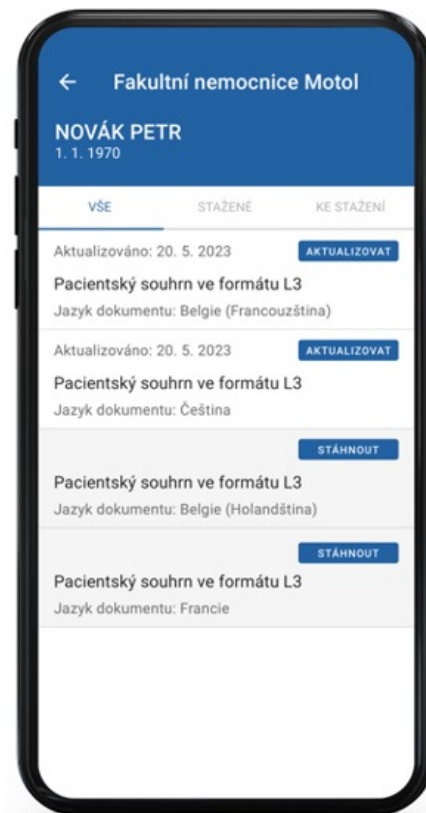 Fakultní nemocnice Motol
NOVÁK PETR
1. 1. 1970
VŠE STAŽENÉ KE STAŽENÍ
Aktualizováno: 20. 5. 2023 AKTUALIZOVAT
Pacientský souhrn ve formátu L3
Jazyk dokumentu: Belgie (Francouzština)
Aktualizováno: 20. 5. 2023 AKTUALIZOVAT
Pacientský souhrn ve formátu L3
Jazyk dokumentu: Čeština
STÁHNOUT
Pacientský souhrn ve formátu L3
Jazyk dokumentu: Belgie (Holandština)
STÁHNOUT
Pacientský souhrn ve formátu L3
Jazyk dokumentu: Francie